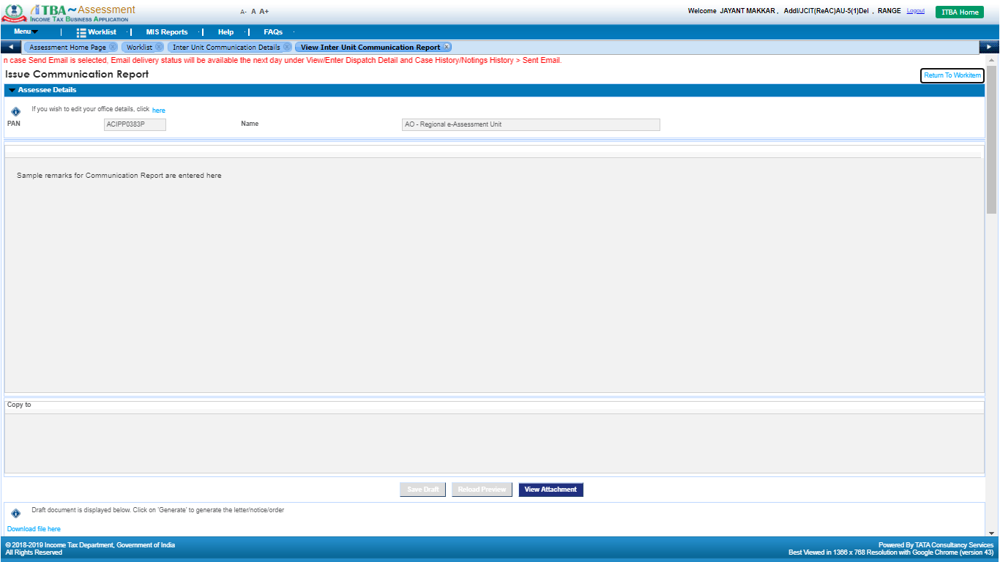 iTBA~Assessment
INCOME TAX BUSINESS APPLICATION
A- A A+
Welcome JAYANT MAKKAR , Addl/JCIT(ReAC)AU-5(1)Del , RANGE Logout ITBA Home
Menu | Worklist | MIS Reports | Help | FAQs
Assessment Home Page Worklist Inter Unit Communication Details View Inter Unit Communication Report
n case Send Email is selected, Email delivery status will be available the next day under View/Enter Dispatch Detail and Case History/Notings History > Sent Email.
Issue Communication Report
Return To Workitem
Assessee Details
If you wish to edit your office details, click here
PAN ACIPP0383P Name AO - Regional e-Assessment Unit
Sample remarks for Communication Report are entered here
Copy to
Save Draft Reload Preview View Attachment
Draft document is displayed below. Click on 'Generate' to generate the letter/notice/order
Download file here
© 2018-2019 Income Tax Department, Government of India
All Rights Reserved
Powered By TATA Consultancy Services
Best Viewed in 1366 x 768 Resolution with Google Chrome (version 43)